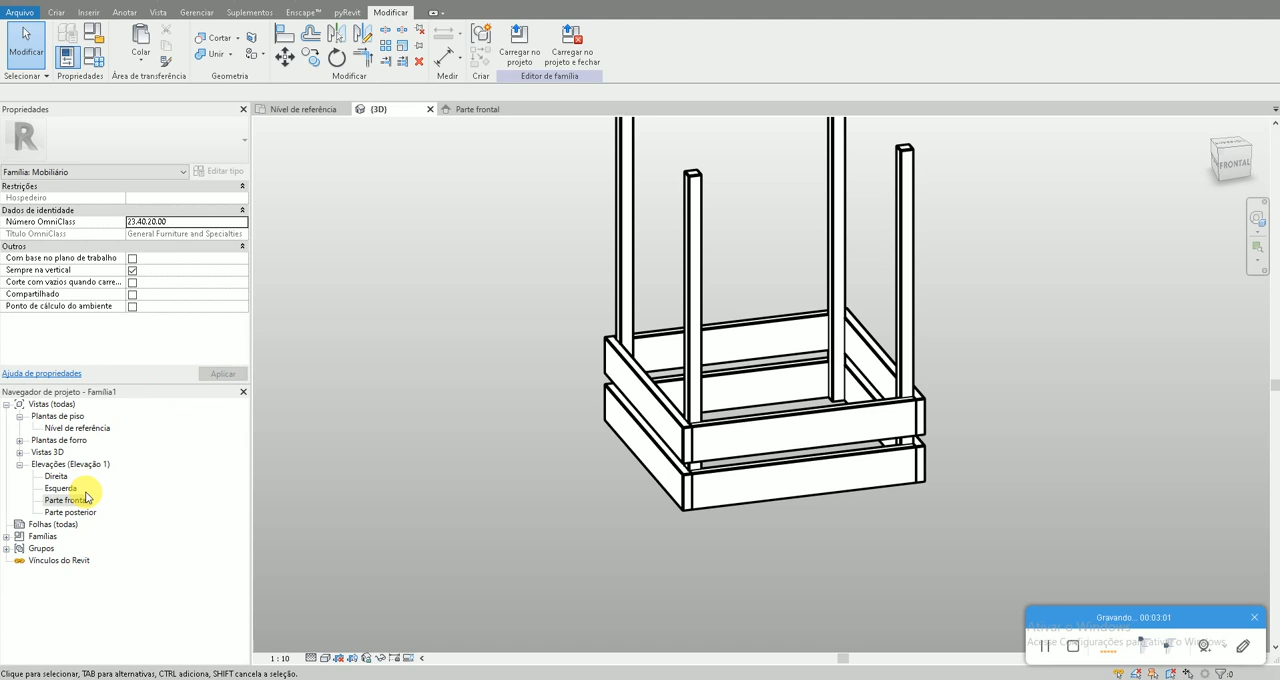 Arquivo Criar Inserir Anotar Vista Gerenciar Suplementos Enscape™ pyRevit Modificar
Modificar
Selecionar
Propriedades
Colar
Área de transferência
Cortar
Unir
Geometria
Modificar
Medir
Criar
Carregar no projeto
Carregar no projeto e fechar
Editor de família
Propriedades
Nível de referência
(3D)
Parte frontal
R
Família: Mobiliário
Editar tipo
Restrições
Hospedeiro
Dados de identidade
Número OmniClass 23.40.20.00
Título OmniClass General Furniture and Specialties
Outros
Com base no plano de trabalho
Sempre na vertical
Corte com vazios quando carre...
Compartilhado
Ponto de cálculo do ambiente
Ajuda de propriedades
Aplicar
Navegador de projeto - Família1
Vistas (todas)
Plantas de piso
Nível de referência
Plantas de forro
Vistas 3D
Elevações (Elevação 1)
Direita
Esquerda
Parte frontal
Parte posterior
Folhas (todas)
Famílias
Grupos
Vínculos do Revit
FRONTAL
1 : 10
Gravando... 00:03:01
Ativar o Windows
Acesse Configurações para ativar o Windows.
Clique para selecionar, TAB para alternativas, CTRL adiciona, SHIFT cancela a seleção.
:0